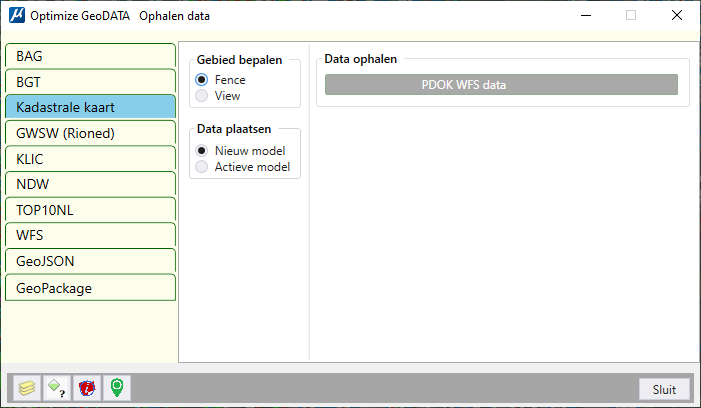 Optimize GeoDATA Ophalen data
BAG
BGT
Kadastrale kaart
GWSW (Rioned)
KLIC
NDW
TOP10NL
WFS
GeoJSON
GeoPackage
Gebied bepalen
Fence
View
Data plaatsen
Nieuw model
Actieve model
Data ophalen
PDOK WFS data
?
Sluit